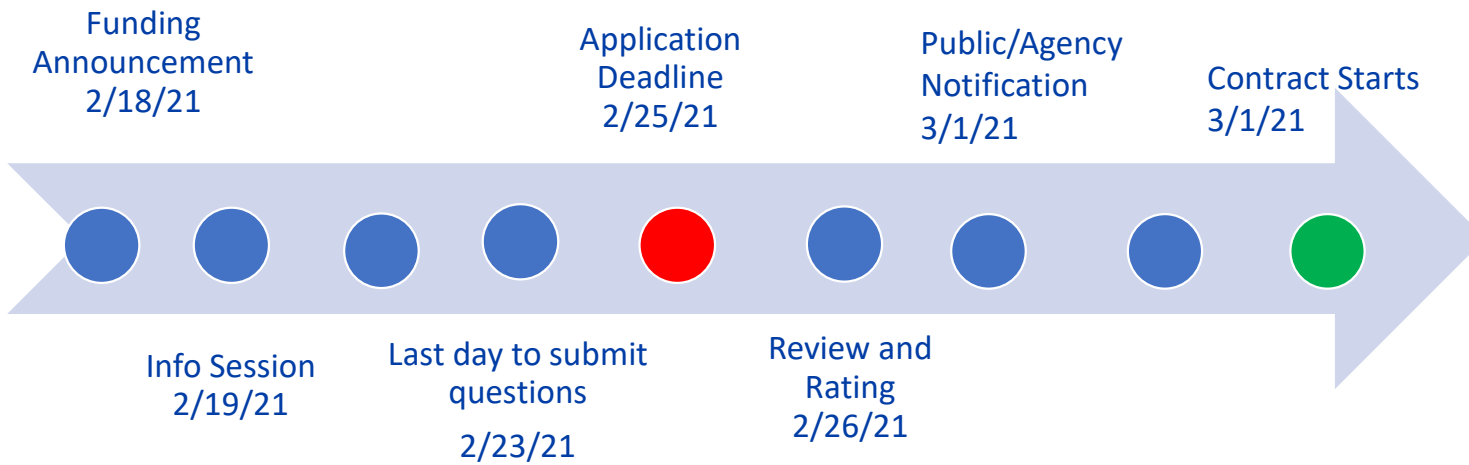 Funding
Announcement
2/18/21
Application
Deadline
2/25/21
Public/Agency
Notification
3/1/21
Contract Starts
3/1/21
Info Session
2/19/21
Last day to submit
questions
2/23/21
Review and
Rating
2/26/21